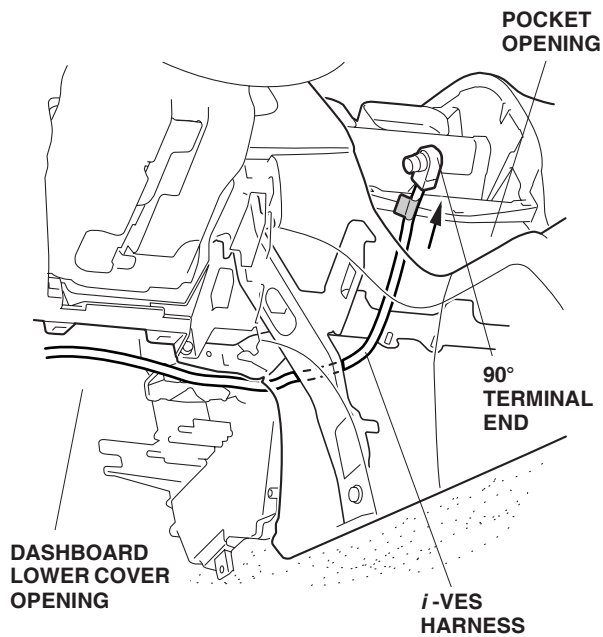 POCKET
OPENING
90°
TERMINAL
END
DASHBOARD
LOWER COVER
OPENING
i -VES
HARNESS